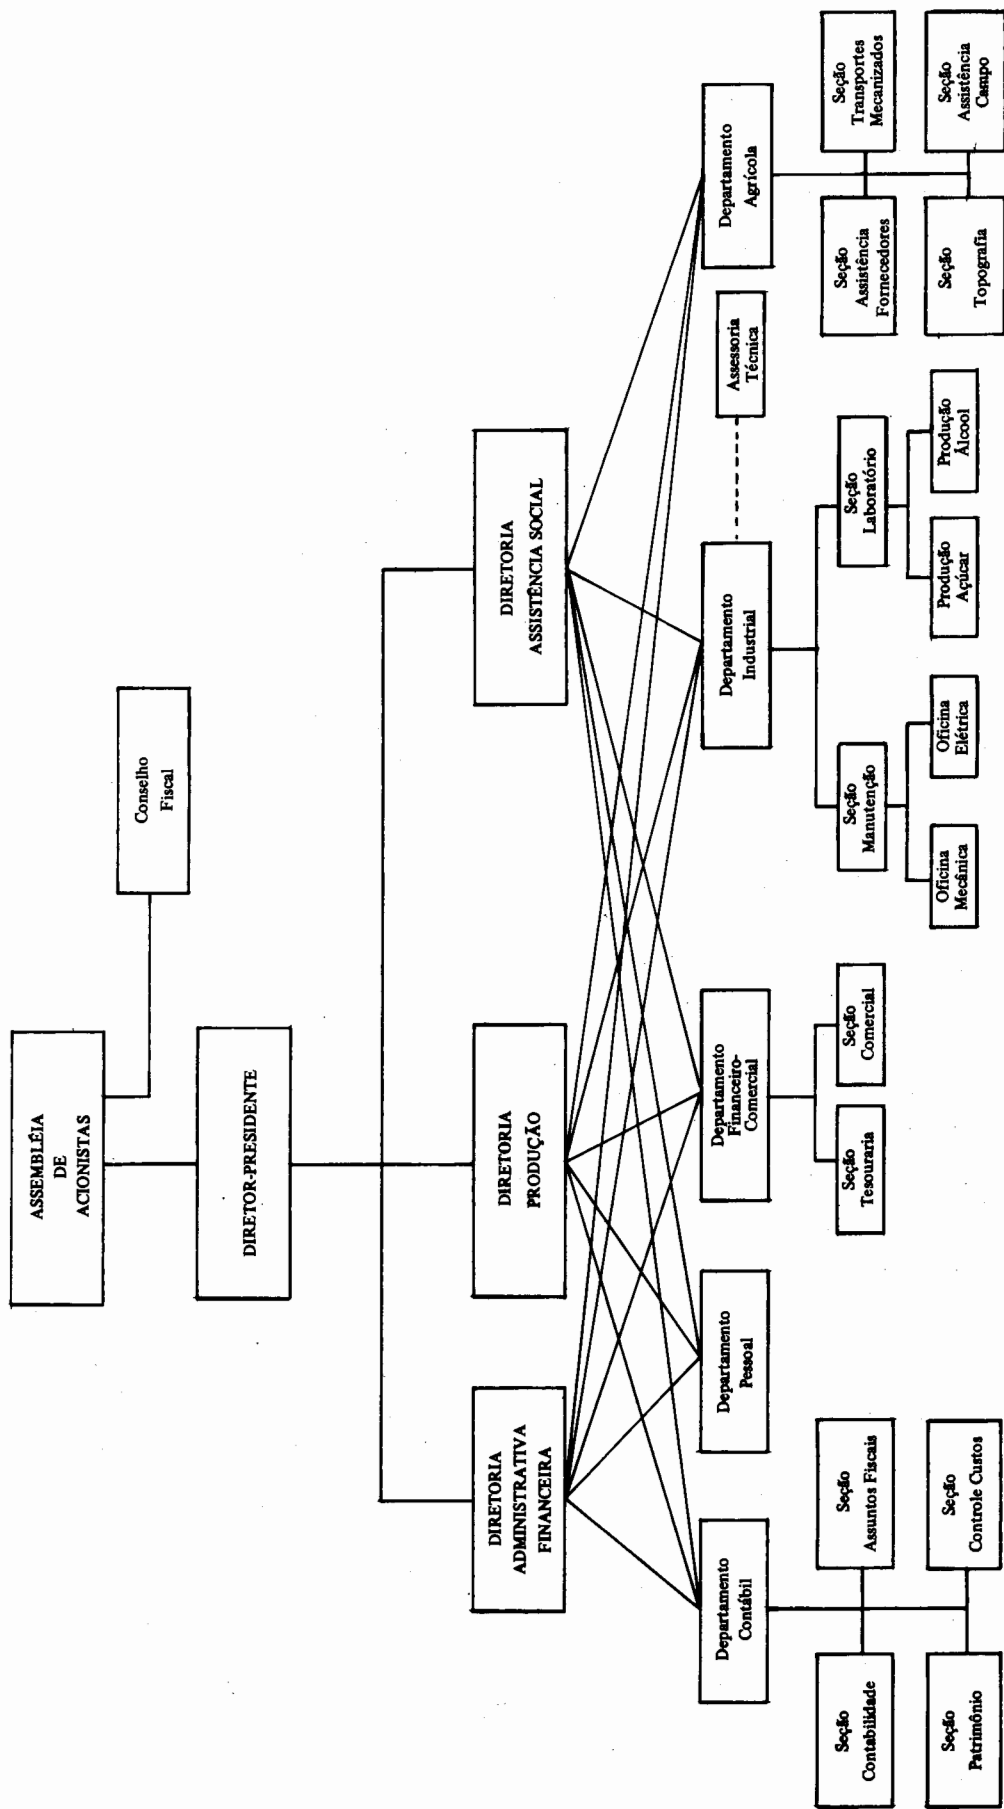 ASSEMBLÉIA
DE
ACIONISTAS
Conselho
Fiscal
DIRETOR-PRESIDENTE
DIRETORIA
ADMINISTRATIVA
FINANCEIRA
DIRETORIA
PRODUÇÃO
DIRETORIA
ASSISTÊNCIA SOCIAL
Departamento
Contábil
Departamento
Pessoal
Departamento
Financeiro-
Comercial
Departamento
Industrial
Assessoria
Técnica
Departamento
Agrícola
Seção
Contabilidade
Seção
Assuntos Fiscais
Seção
Patrimônio
Seção
Controle Custos
Seção
Tesouraria
Seção
Comercial
Seção
Manutenção
Seção
Laboratório
Oficina
Mecânica
Oficina
Elétrica
Produção
Açúcar
Produção
Álcool
Seção
Assistência
Fornecedores
Seção
Transportes
Mecanizados
Seção
Topografia
Seção
Assistência
Campo